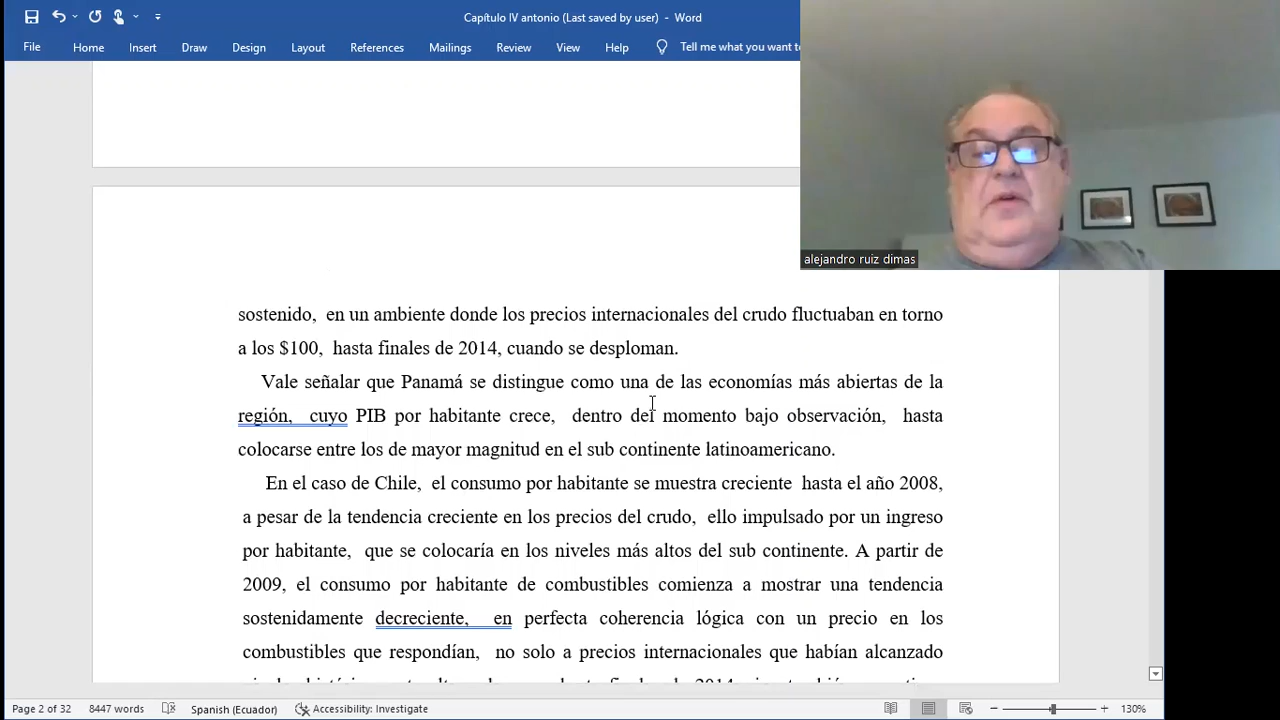 Capítulo IV antonio (Last saved by user) - Word
File Home Insert Draw Design Layout References Mailings Review View Help Tell me what you want to
alejandro ruiz dimas
sostenido, en un ambiente donde los precios internacionales del crudo fluctuaban en torno
a los $100, hasta finales de 2014, cuando se desploman.
Vale señalar que Panamá se distingue como una de las economías más abiertas de la
región, cuyo PIB por habitante crece, dentro del momento bajo observación, hasta
colocarse entre los de mayor magnitud en el sub continente latinoamericano.
En el caso de Chile, el consumo por habitante se muestra creciente hasta el año 2008,
a pesar de la tendencia creciente en los precios del crudo, ello impulsado por un ingreso
por habitante, que se colocaría en los niveles más altos del sub continente. A partir de
2009, el consumo por habitante de combustibles comienza a mostrar una tendencia
sostenidamente decreciente, en perfecta coherencia lógica con un precio en los
combustibles que respondían, no solo a precios internacionales que habían alcanzado
Page 2 of 32 8447 words Spanish (Ecuador) Accessibility: Investigate 130%